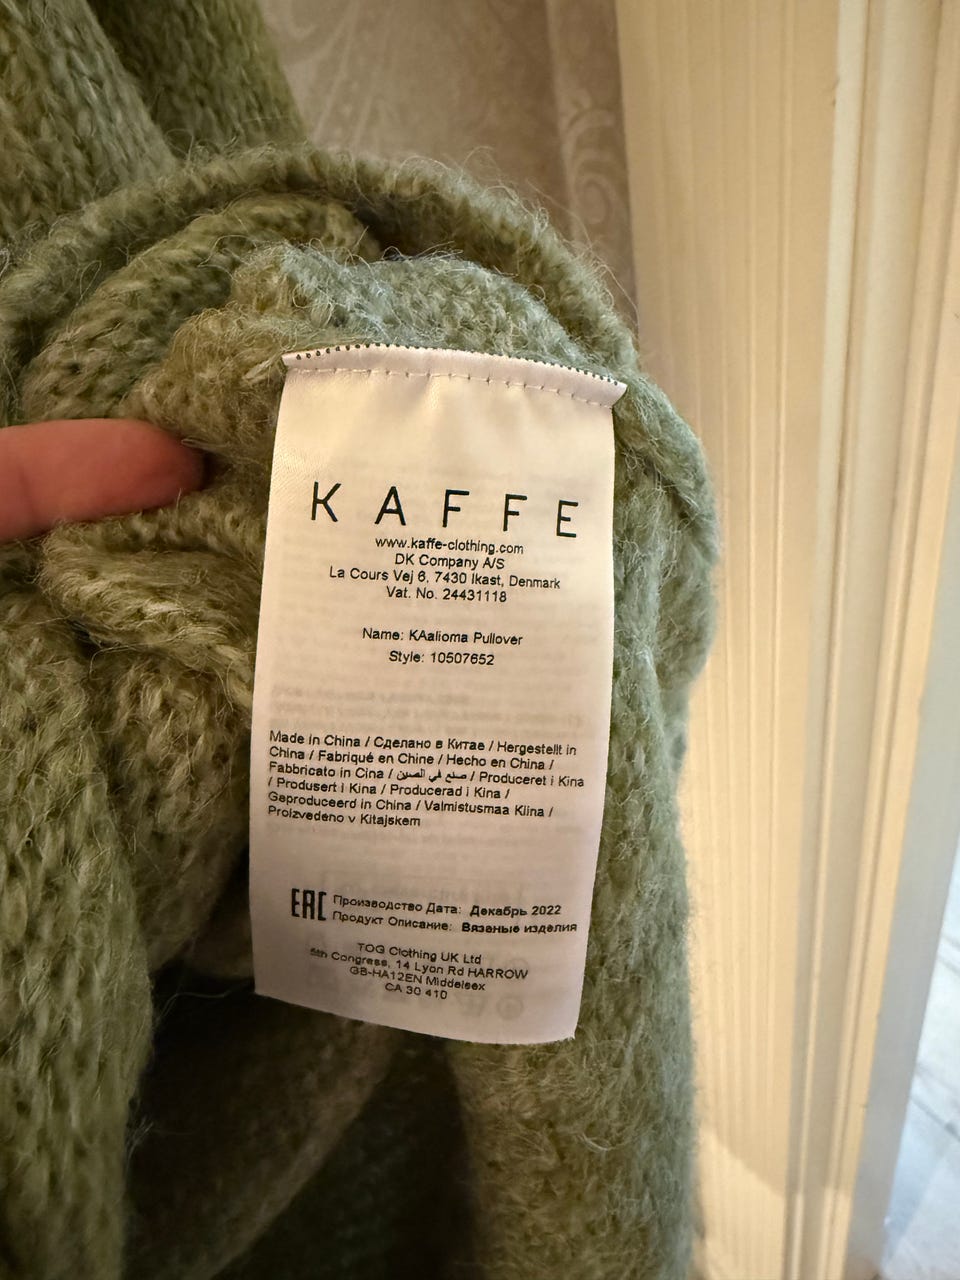 KAFFE
www.kaffe-clothing.com
DK Company A/S
La Cours Vej 6, 7430 Ikast, Denmark
Vat. No. 24431118
Name: KAalioma Pullover
Style: 10507652
Made in China / Сделано в Китае / Hergestellt in
China / Fabriqué en Chine / Hecho en China /
Fabbricato in Cina / صنع في الصين / Produceret i Kina
/ Produsert i Kina / Producerad i Kina /
Geproduceerd in China / Valmistusmaa Kiina /
Proizvedeno v Kitajskem
EAC Производство Дата: Декабрь 2022
Продукт Описание: Вязаные изделия
TOG Clothing UK Ltd
5th Congress, 14 Lyon Rd HARROW
GB-HA12EN Middelsex
CA 30 410